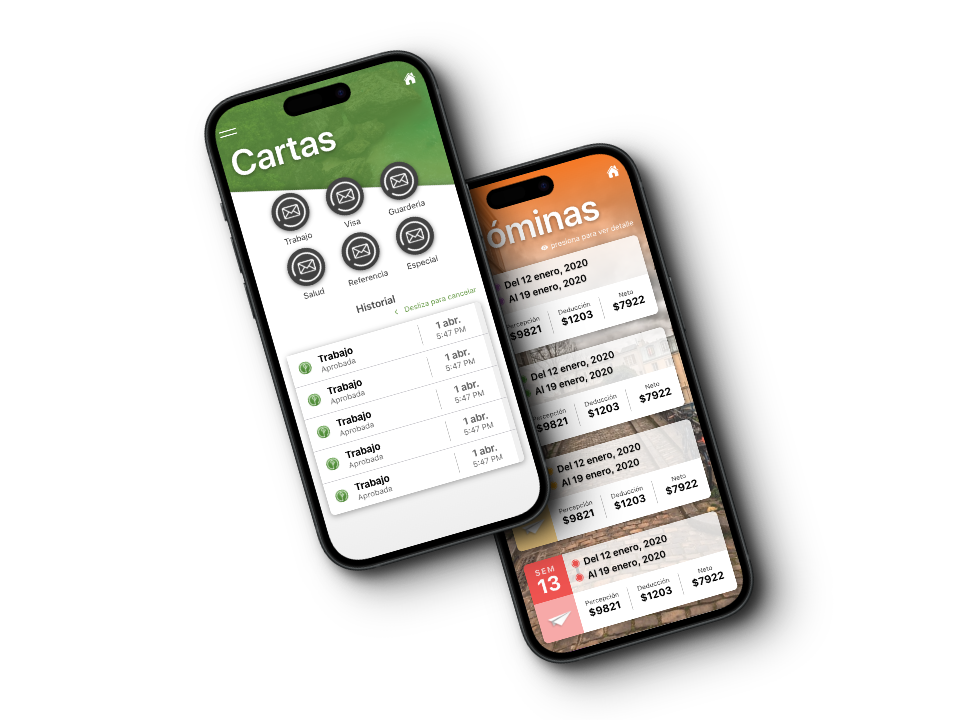 Cartas
Trabajo
Visa
Guardería
Salud
Referencia
Especial
Historial
Desliza para cancelar
Trabajo
Aprobada
1 abr.
5:47 PM
Trabajo
Aprobada
1 abr.
5:47 PM
Trabajo
Aprobada
1 abr.
5:47 PM
Trabajo
Aprobada
1 abr.
5:47 PM
Trabajo
Aprobada
1 abr.
5:47 PM
óminas
presiona para ver detalle
Del 12 enero, 2020
Al 19 enero, 2020
Percepción
$9821
Deducción
$1203
Neto
$7922
Del 12 enero, 2020
Al 19 enero, 2020
Percepción
$9821
Deducción
$1203
Neto
$7922
Del 12 enero, 2020
Al 19 enero, 2020
Percepción
$9821
Deducción
$1203
Neto
$7922
SEM
13
Del 12 enero, 2020
Al 19 enero, 2020
Percepción
$9821
Deducción
$1203
Neto
$7922